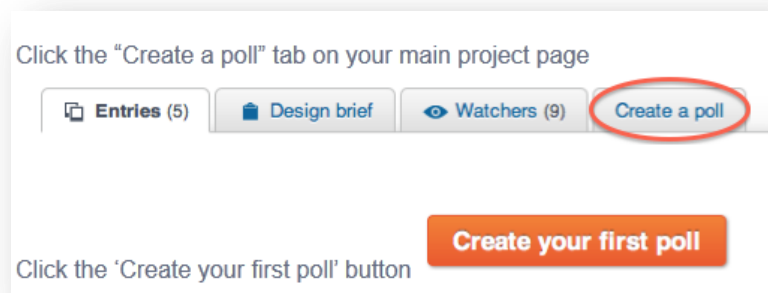 Click the “Create a poll” tab on your main project page
Entries (5) Design brief Watchers (9) Create a poll
Create your first poll
Click the ‘Create your first poll’ button